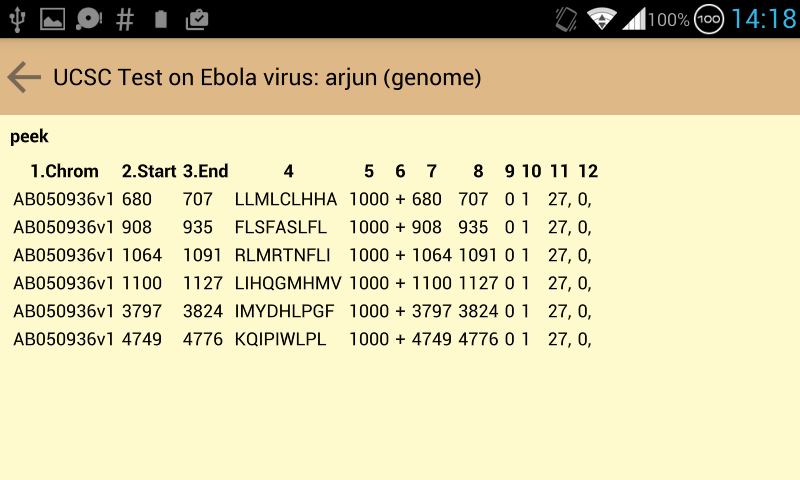 100% 100 14:18
UCSC Test on Ebola virus: arjun (genome)
peek
1.Chrom 2.Start 3.End 4 5 6 7 8 9 10 11 12
AB050936v1 680 707 LLMLCLHHA 1000 + 680 707 0 1 27, 0,
AB050936v1 908 935 FLSFASLFL 1000 + 908 935 0 1 27, 0,
AB050936v1 1064 1091 RLMRTNFLI 1000 + 1064 1091 0 1 27, 0,
AB050936v1 1100 1127 LIHQGMHMV 1000 + 1100 1127 0 1 27, 0,
AB050936v1 3797 3824 IMYDHLPGF 1000 + 3797 3824 0 1 27, 0,
AB050936v1 4749 4776 KQIPIWLPL 1000 + 4749 4776 0 1 27, 0,